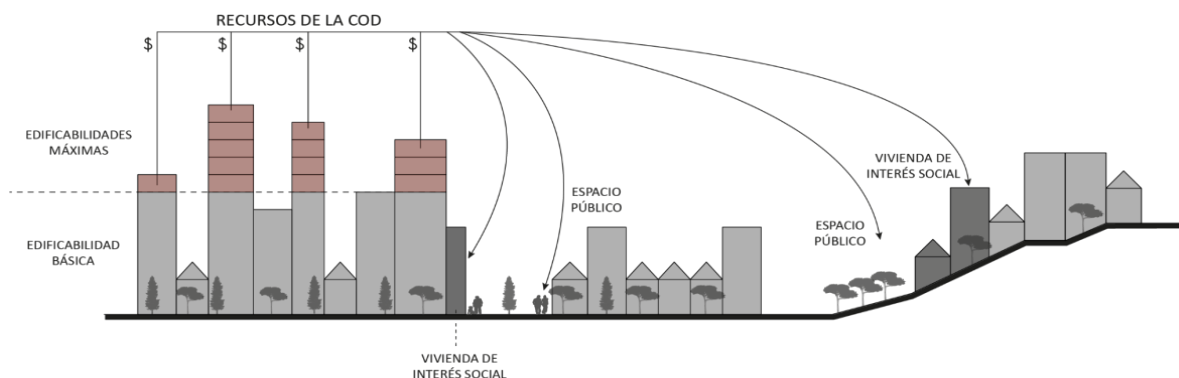 RECURSOS DE LA COD
$ $ $ $
EDIFICABILIDADES
MÁXIMAS
EDIFICABILIDAD
BÁSICA
ESPACIO
PÚBLICO
VIVIENDA DE
INTERÉS SOCIAL
ESPACIO
PÚBLICO
VIVIENDA DE
INTERÉS SOCIAL